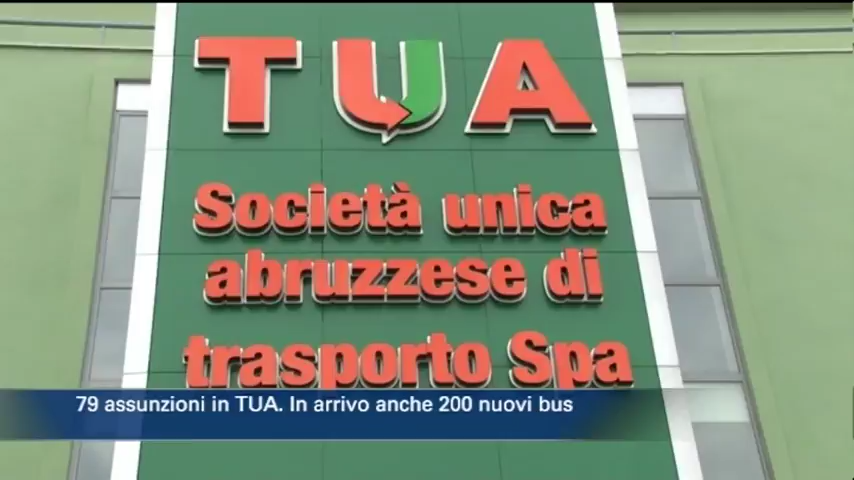 TUA
Società unica
abruzzese di
trasporto Spa
79 assunzioni in TUA. In arrivo anche 200 nuovi bus